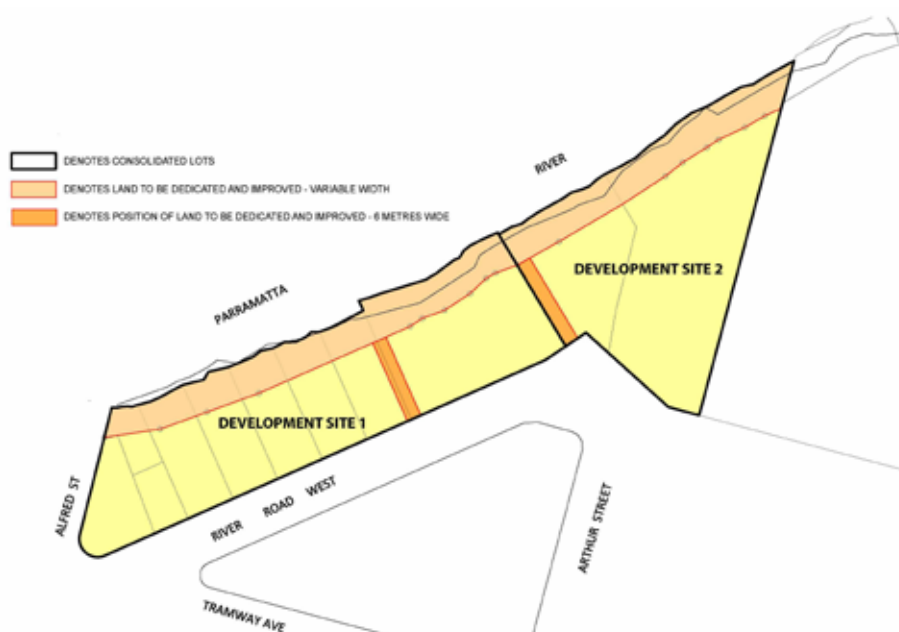 DENOTES CONSOLIDATED LOTS
DENOTES LAND TO BE DEDICATED AND IMPROVED - VARIABLE WIDTH
DENOTES POSITION OF LAND TO BE DEDICATED AND IMPROVED - 6 METRES WIDE
RIVER
PARRAMATTA
DEVELOPMENT SITE 2
DEVELOPMENT SITE 1
ALFRED ST
RIVER ROAD WEST
ARTHUR STREET
TRAMWAY AVE